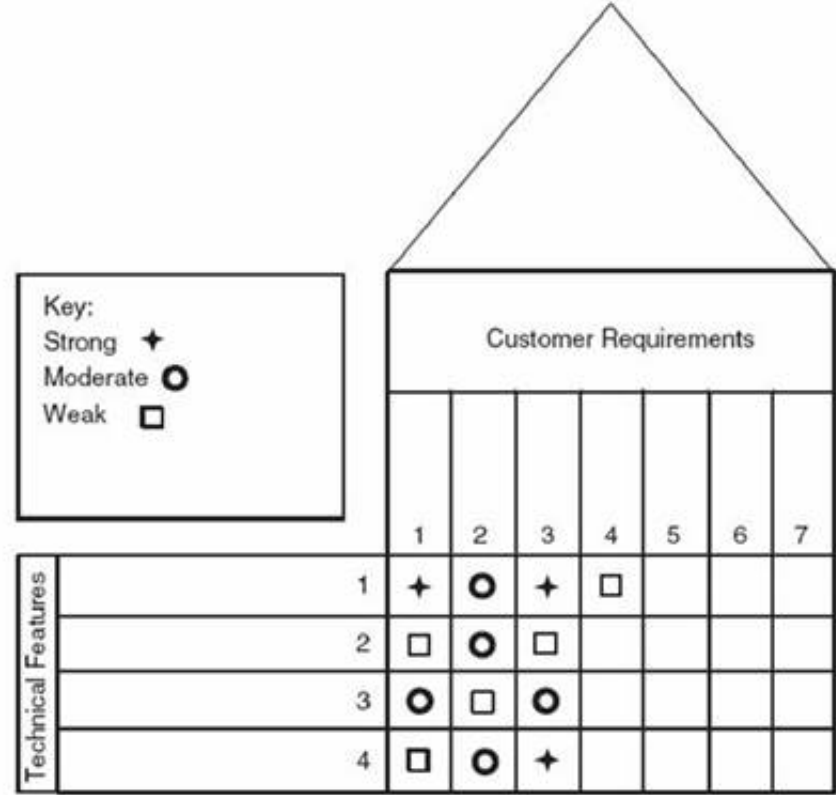 Key:
Strong
Moderate
Weak
Customer Requirements
1 2 3 4 5 6 7
Technical Features
1
2
3
4